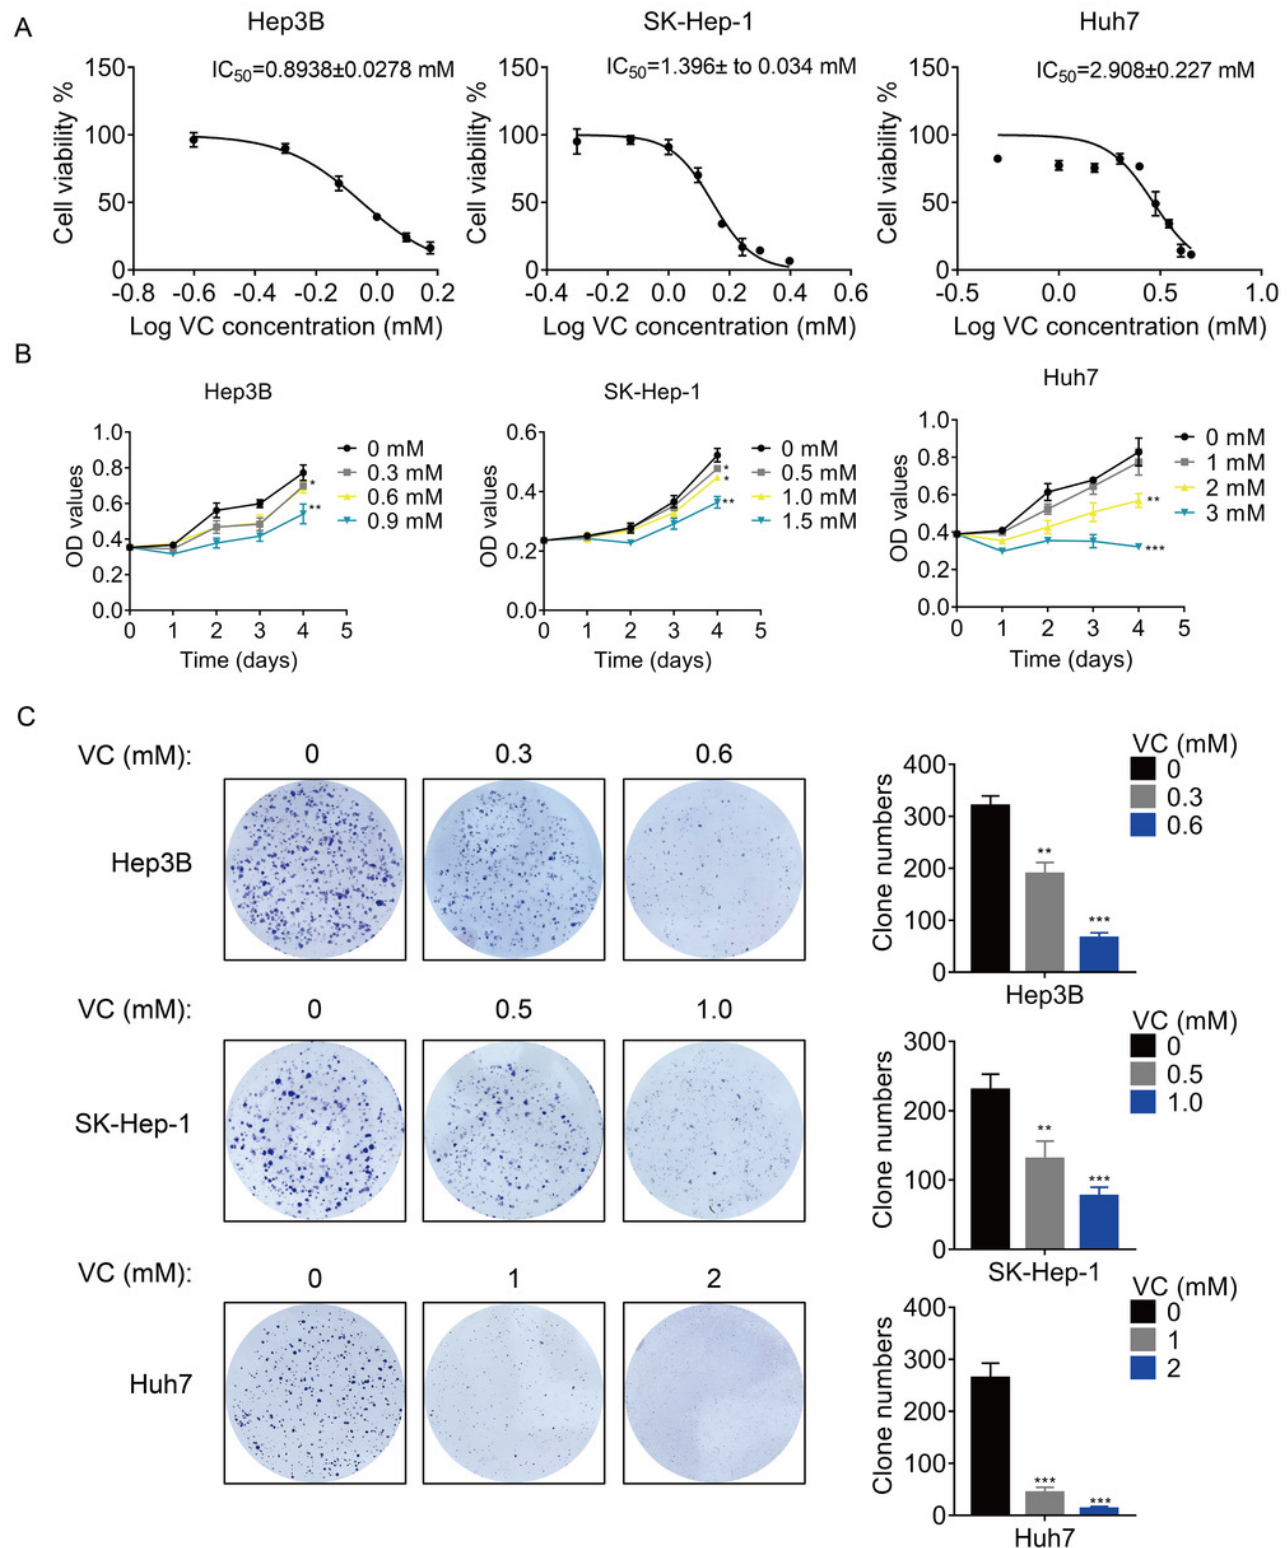 A
Hep3B
SK-Hep-1
Huh7
IC50=0.8938±0.0278 mM
IC50=1.396± to 0.034 mM
IC50=2.908±0.227 mM
Cell viability %
150
100
50
0
-0.8 -0.6 -0.4 -0.2 0.0 0.2
Log VC concentration (mM)
Cell viability %
150
100
50
0
-0.4 -0.2 0.0 0.2 0.4 0.6
Log VC concentration (mM)
Cell viability %
150
100
50
0
-0.5 0.0 0.5 1.0
Log VC concentration (mM)
B
Hep3B
OD values
1.0
0.8
0.6
0.4
0.2
0.0
0 1 2 3 4 5
Time (days)
0 mM
0.3 mM
0.6 mM
0.9 mM
*
**
SK-Hep-1
OD values
0.6
0.4
0.2
0.0
0 1 2 3 4 5
Time (days)
0 mM
0.5 mM
1.0 mM
1.5 mM
*
*
**
Huh7
OD values
1.0
0.8
0.6
0.4
0.2
0.0
0 1 2 3 4 5
Time (days)
0 mM
1 mM
2 mM
3 mM
**
***
C
VC (mM): 0 0.3 0.6
Hep3B
Clone numbers
400
300
200
100
0
**
***
Hep3B
VC (mM)
0
0.3
0.6
VC (mM): 0 0.5 1.0
SK-Hep-1
Clone numbers
300
200
100
0
**
***
SK-Hep-1
VC (mM)
0
0.5
1.0
VC (mM): 0 1 2
Huh7
Clone numbers
400
300
200
100
0
***
***
Huh7
VC (mM)
0
1
2